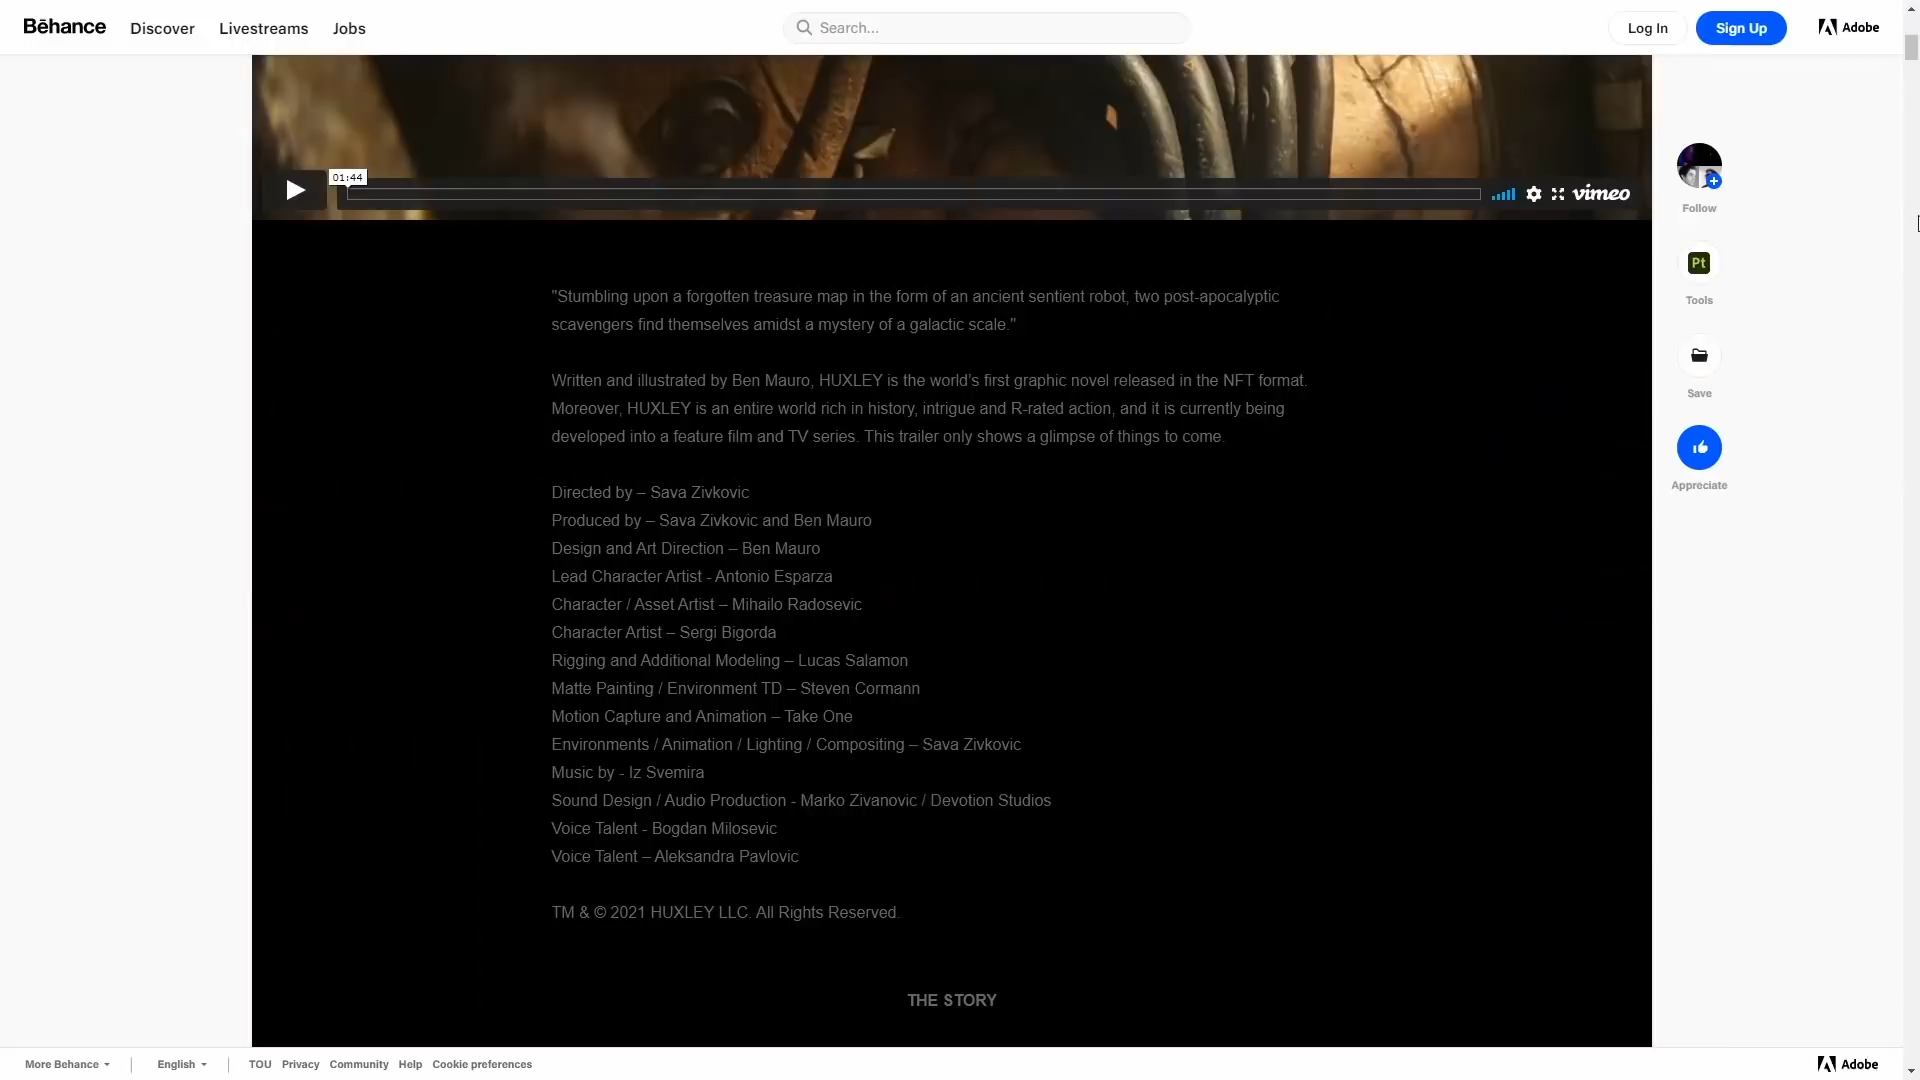 Bēhance Discover Livestreams Jobs Search... Log In Sign Up Adobe
01:44
vimeo
Follow
Pt
Tools
Save
Appreciate
"Stumbling upon a forgotten treasure map in the form of an ancient sentient robot, two post-apocalyptic
scavengers find themselves amidst a mystery of a galactic scale."
Written and illustrated by Ben Mauro, HUXLEY is the world's first graphic novel released in the NFT format.
Moreover, HUXLEY is an entire world rich in history, intrigue and R-rated action, and it is currently being
developed into a feature film and TV series. This trailer only shows a glimpse of things to come.
Directed by – Sava Zivkovic
Produced by – Sava Zivkovic and Ben Mauro
Design and Art Direction – Ben Mauro
Lead Character Artist - Antonio Esparza
Character / Asset Artist – Mihailo Radosevic
Character Artist – Sergi Bigorda
Rigging and Additional Modeling – Lucas Salamon
Matte Painting / Environment TD – Steven Cormann
Motion Capture and Animation – Take One
Environments / Animation / Lighting / Compositing – Sava Zivkovic
Music by - Iz Svemira
Sound Design / Audio Production - Marko Zivanovic / Devotion Studios
Voice Talent - Bogdan Milosevic
Voice Talent – Aleksandra Pavlovic
TM & © 2021 HUXLEY LLC. All Rights Reserved.
THE STORY
More Behance English TOU Privacy Community Help Cookie preferences Adobe